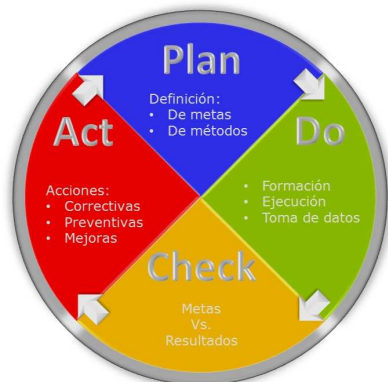 Plan
Definición:
• De metas
• De métodos
Do
• Formación
• Ejecución
• Toma de datos
Check
Metas
Vs.
Resultados
Act
Acciones:
• Correctivas
• Preventivas
• Mejoras